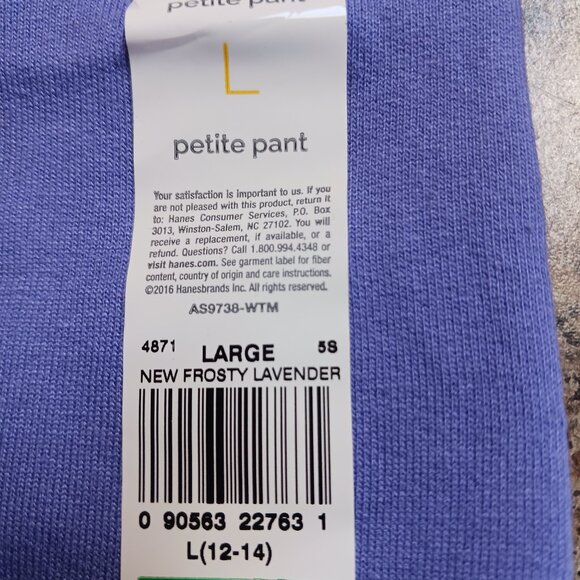 petite pant
L
petite pant
Your satisfaction is important to us. If you
are not pleased with this product, return it
to: Hanes Consumer Services, P.O. Box
3013, Winston-Salem, NC 27102. You will
receive a replacement, if available, or a
refund. Questions? Call 1.800.994.4348 or
visit hanes.com. See garment label for fiber
content, country of origin and care instructions.
©2016 Hanesbrands Inc. All rights reserved.
AS9738-WTM
4871 LARGE 5S
NEW FROSTY LAVENDER
0 90563 22763 1
L(12-14)